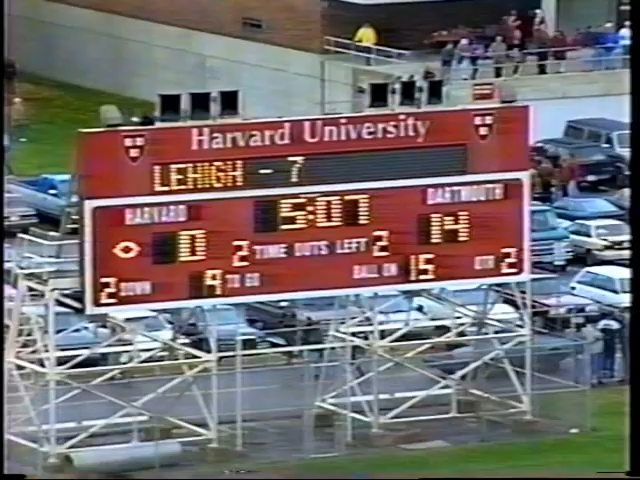 Harvard University
LEHIGH - 7
HARVARD 5:07 DARTMOUTH
0 2 TIME OUTS LEFT 2 14
2 DOWN 9 TO GO BALL ON 15 QTR 2